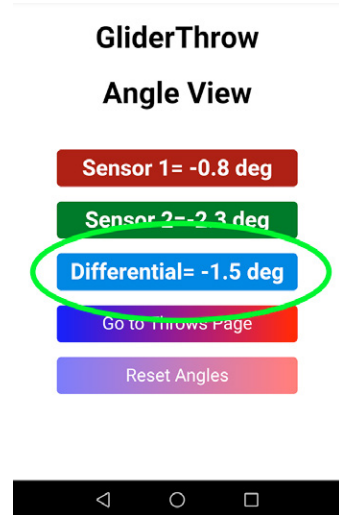 GliderThrow
Angle View
Sensor 1= -0.8 deg
Sensor 2=-2.3 deg
Differential= -1.5 deg
Go to Throws Page
Reset Angles